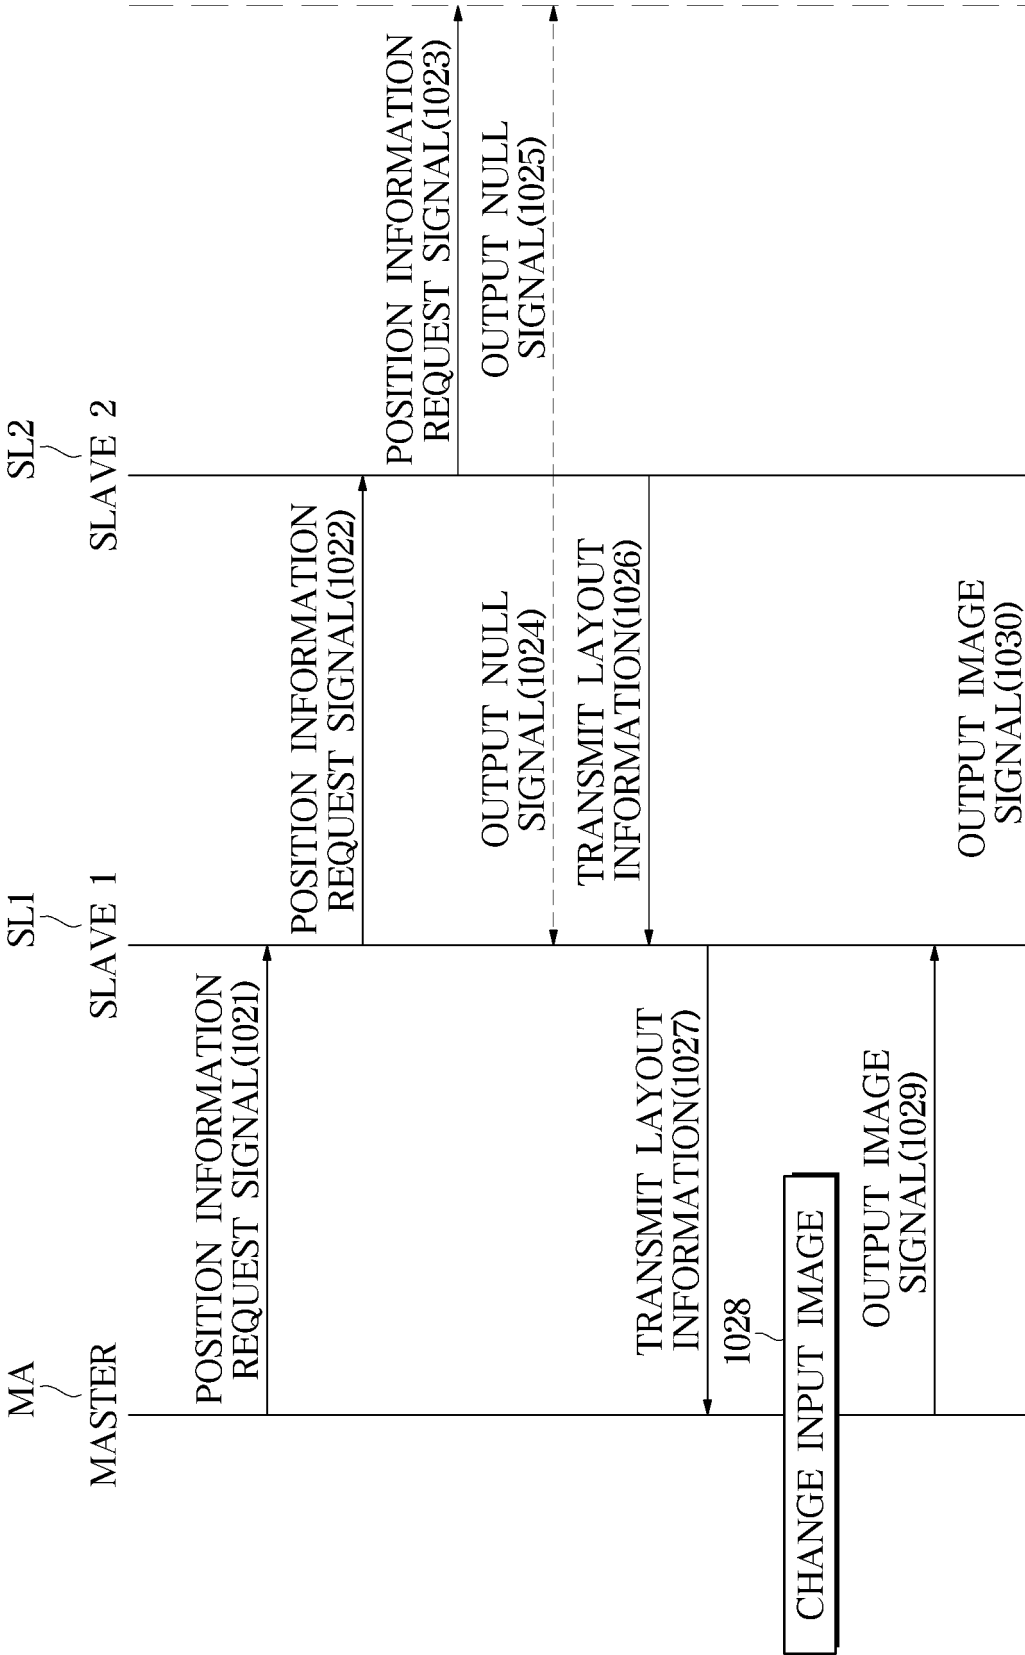 MA
MASTER
SL1
SLAVE 1
SL2
SLAVE 2
POSITION INFORMATION
REQUEST SIGNAL(1021)
POSITION INFORMATION
REQUEST SIGNAL(1022)
POSITION INFORMATION
REQUEST SIGNAL(1023)
OUTPUT NULL
SIGNAL(1024)
OUTPUT NULL
SIGNAL(1025)
TRANSMIT LAYOUT
INFORMATION(1026)
TRANSMIT LAYOUT
INFORMATION(1027)
1028
CHANGE INPUT IMAGE
OUTPUT IMAGE
SIGNAL(1029)
OUTPUT IMAGE
SIGNAL(1030)